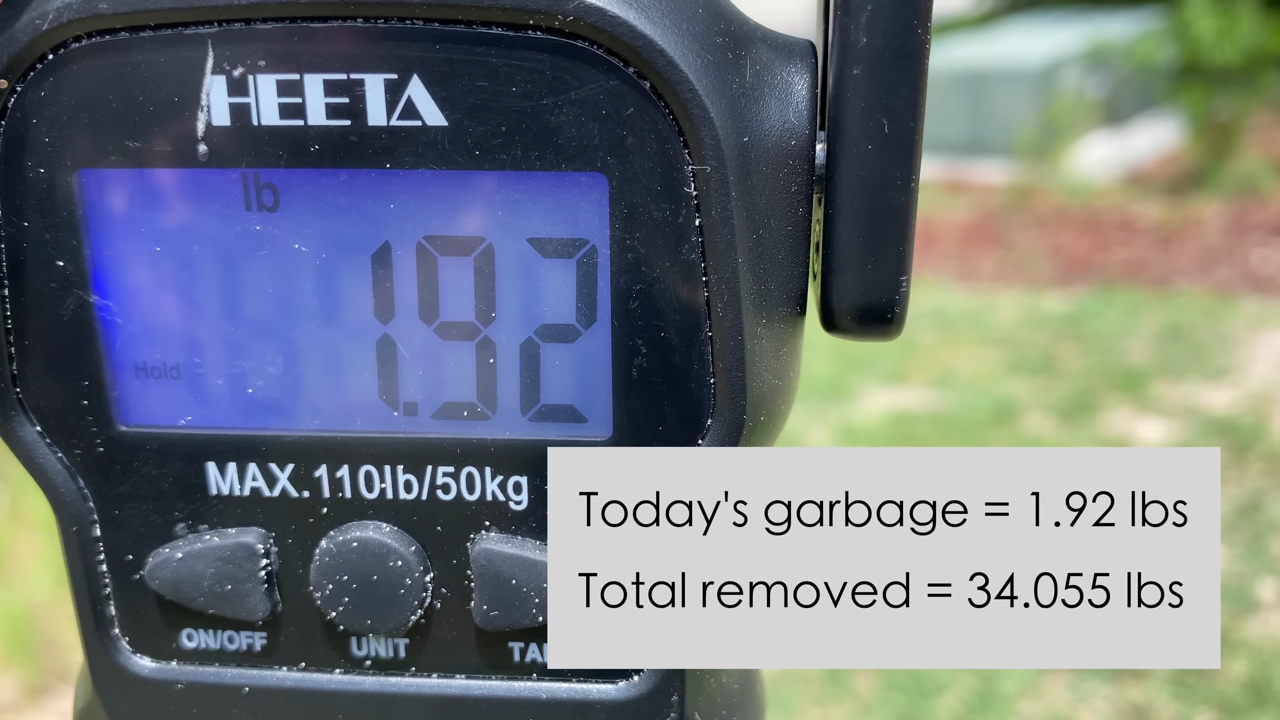 HEETA
lb
1.92
Hold
MAX.110lb/50kg
ON/OFF
UNIT
Today's garbage = 1.92 lbs
Total removed = 34.055 lbs